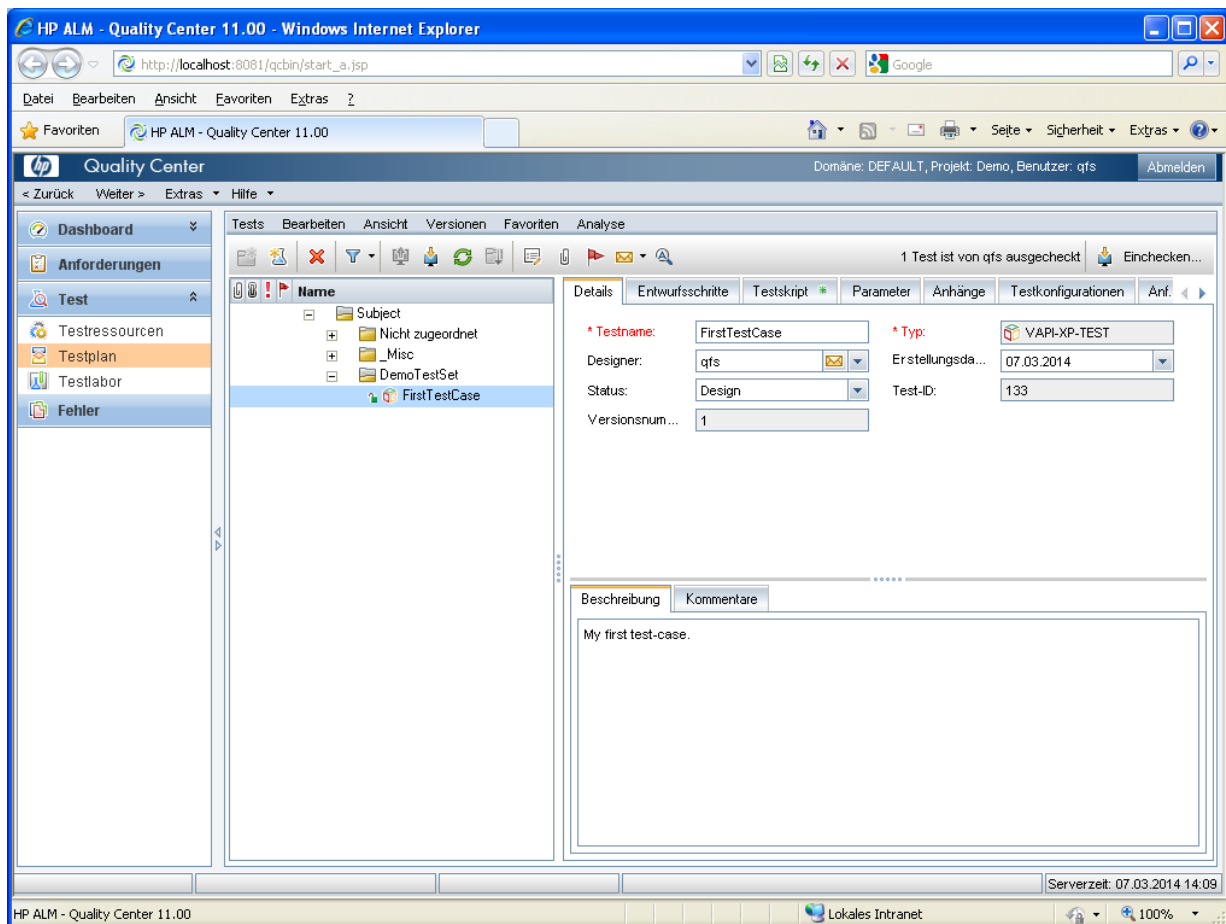 HP ALM - Quality Center 11.00 - Windows Internet Explorer
http://localhost:8081/qcbin/start_a.jsp
Google
Datei Bearbeiten Ansicht Favoriten Extras ?
Favoriten HP ALM - Quality Center 11.00 Seite Sicherheit Extras
hp Quality Center Domäne: DEFAULT, Projekt: Demo, Benutzer: qfs Abmelden
< Zurück Weiter > Extras Hilfe
Dashboard
Anforderungen
Test
Testressourcen
Testplan
Testlabor
Fehler
Tests Bearbeiten Ansicht Versionen Favoriten Analyse
1 Test ist von qfs ausgecheckt Einchecken...
Name
Subject
Nicht zugeordnet
_Misc
DemoTestSet
FirstTestCase
Details Entwurfsschritte Testskript * Parameter Anhänge Testkonfigurationen Anf.
* Testname: FirstTestCase * Typ: VAPI-XP-TEST
Designer: qfs Erstellungsda... 07.03.2014
Status: Design Test-ID: 133
Versionsnum... 1
Beschreibung Kommentare
My first test-case.
Serverzeit: 07.03.2014 14:09
HP ALM - Quality Center 11.00 Lokales Intranet 100%